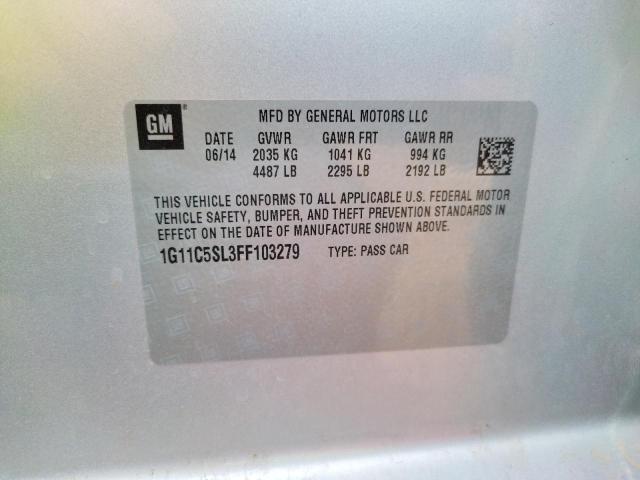 GM
MFD BY GENERAL MOTORS LLC
DATE GVWR GAWR FRT GAWR RR
06/14 2035 KG 1041 KG 994 KG
4487 LB 2295 LB 2192 LB
THIS VEHICLE CONFORMS TO ALL APPLICABLE U.S. FEDERAL MOTOR
VEHICLE SAFETY, BUMPER, AND THEFT PREVENTION STANDARDS IN
EFFECT ON THE DATE OF MANUFACTURE SHOWN ABOVE.
1G11C5SL3FF103279 TYPE: PASS CAR